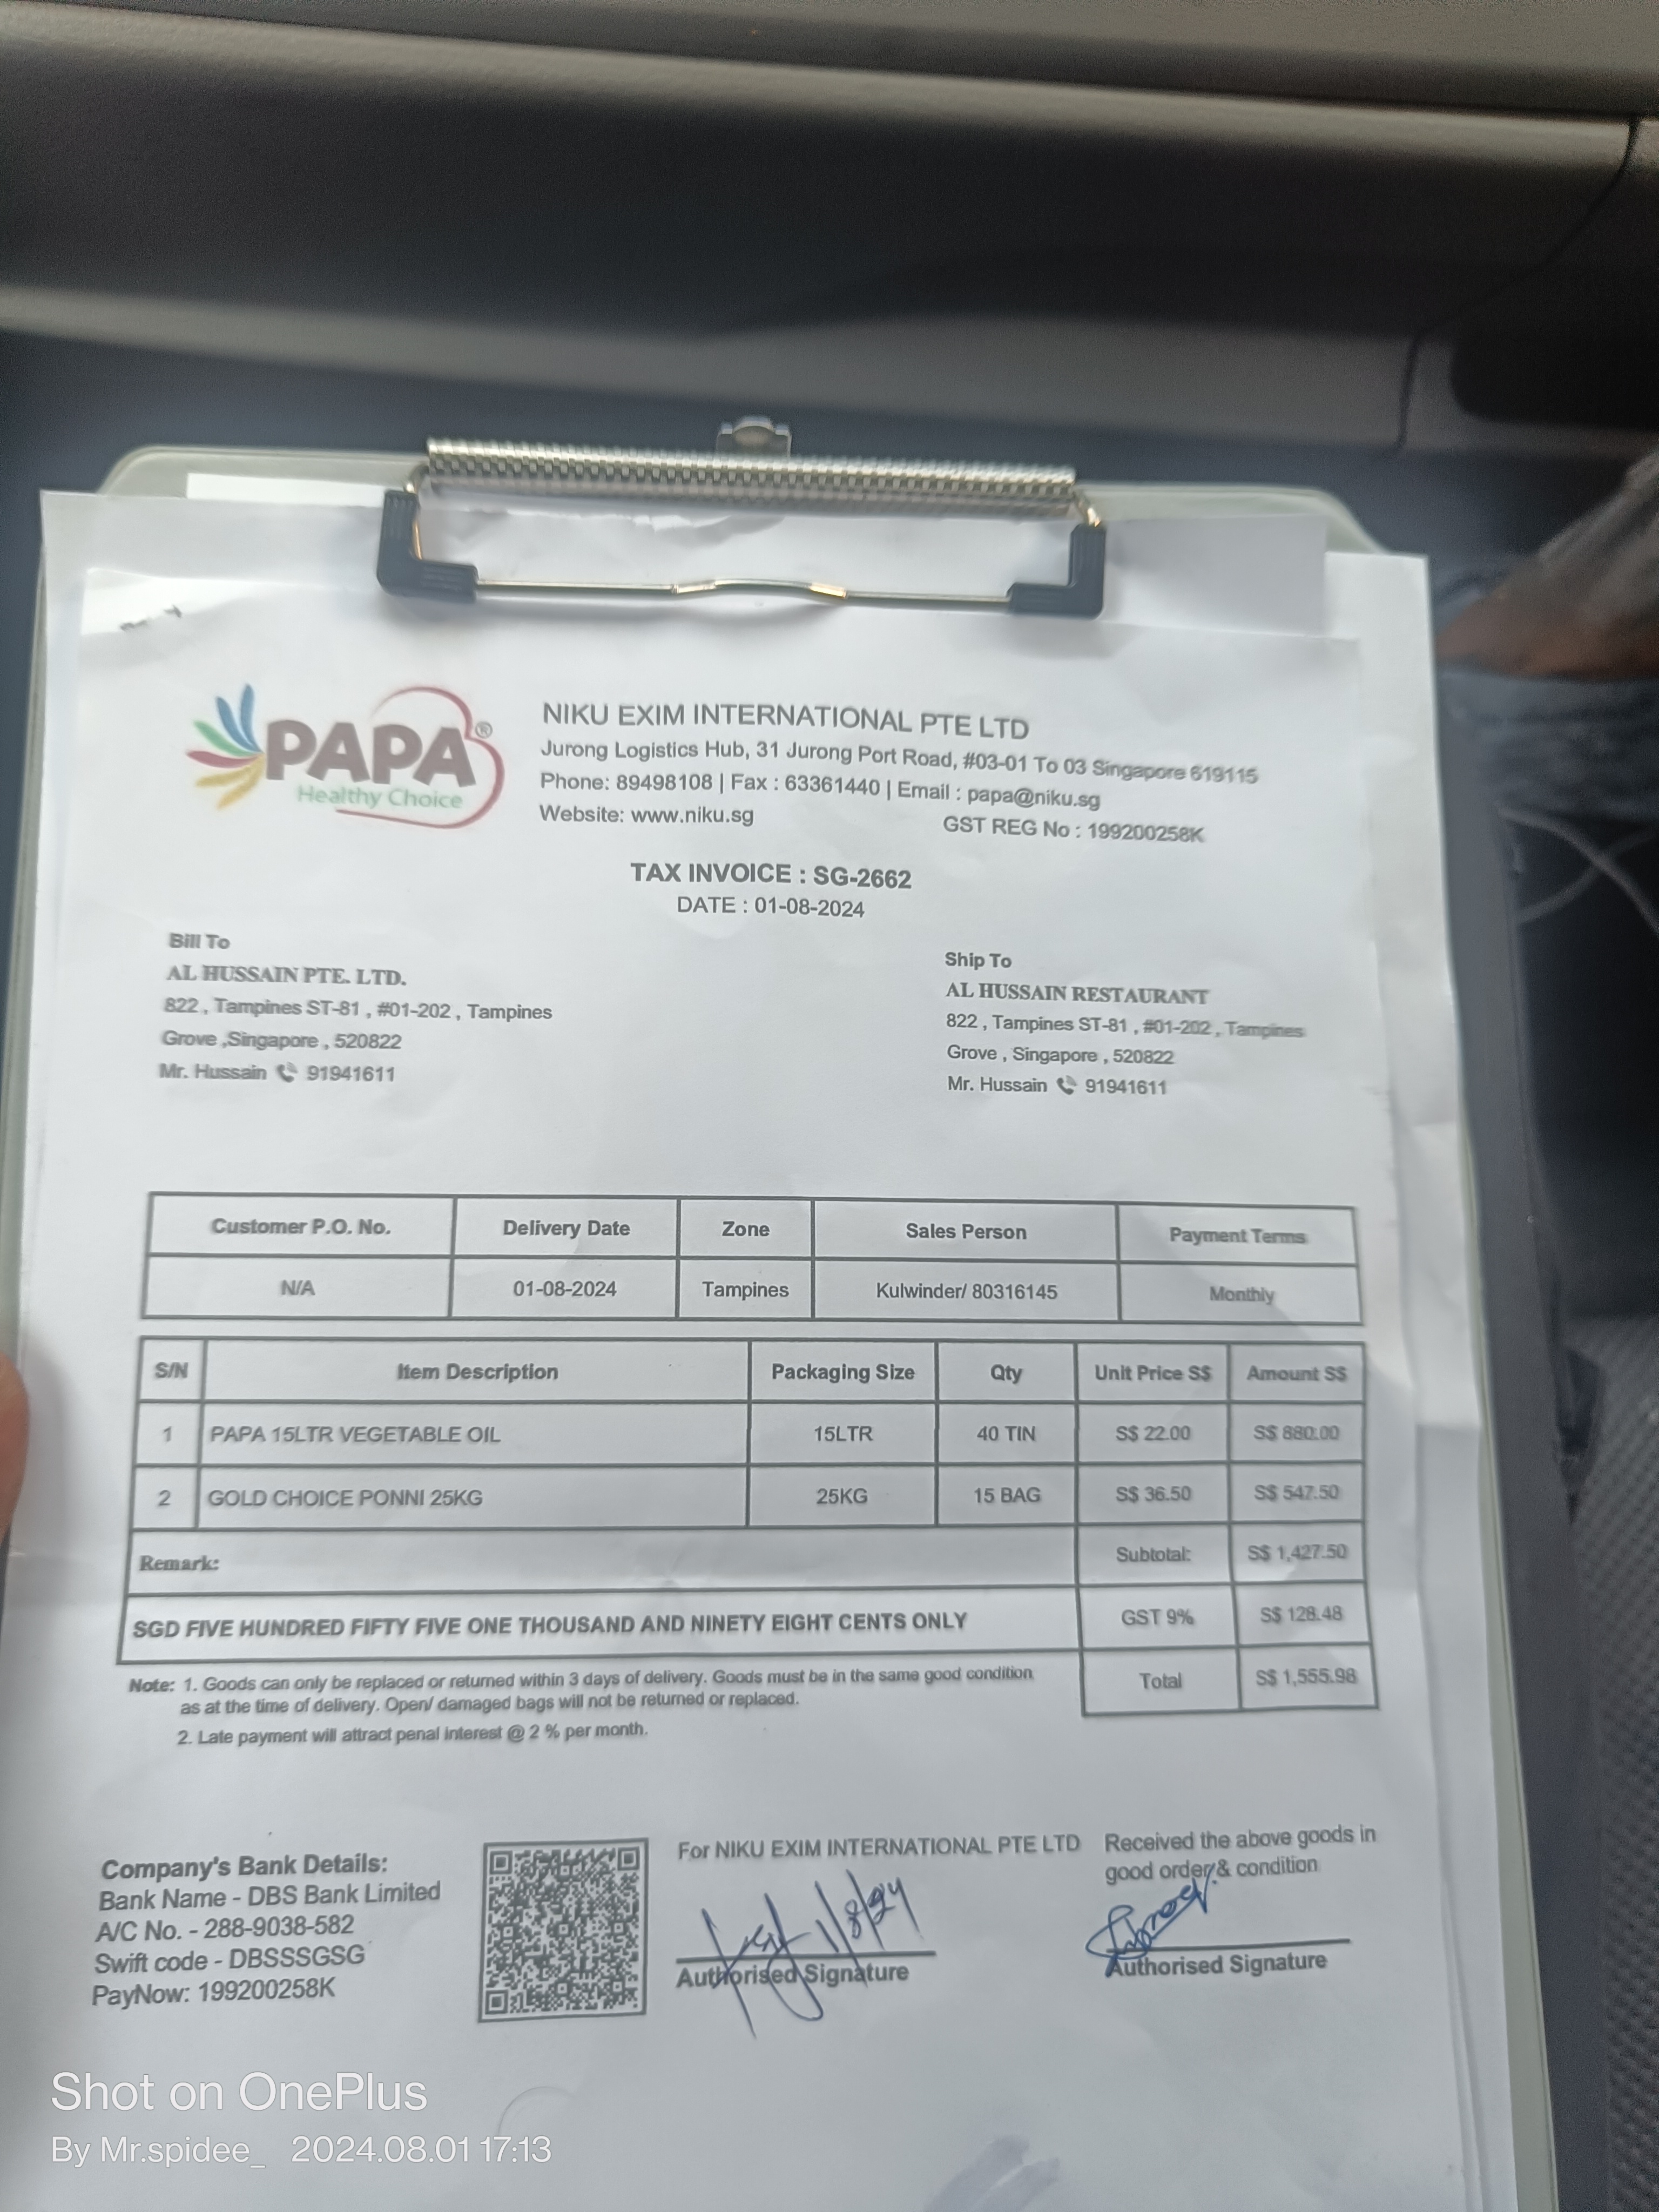 PAPA®
Healthy Choice
NIKU EXIM INTERNATIONAL PTE LTD
Jurong Logistics Hub, 31 Jurong Port Road, #03-01 To 03 Singapore 619115
Phone: 89498108 | Fax : 63361440 | Email : papa@niku.sg
Website: www.niku.sg GST REG No : 199200258K
TAX INVOICE : SG-2662
DATE : 01-08-2024
Bill To
AL HUSSAIN PTE. LTD.
822 , Tampines ST-81 , #01-202 , Tampines
Grove ,Singapore , 520822
Mr. Hussain 91941611
Ship To
AL HUSSAIN RESTAURANT
822 , Tampines ST-81 , #01-202 , Tampines
Grove , Singapore , 520822
Mr. Hussain 91941611
Customer P.O. No. Delivery Date Zone Sales Person Payment Terms
N/A 01-08-2024 Tampines Kulwinder/ 80316145 Monthly
S/N Item Description Packaging Size Qty Unit Price S$ Amount S$
1 PAPA 15LTR VEGETABLE OIL 15LTR 40 TIN S$ 22.00 S$ 880.00
2 GOLD CHOICE PONNI 25KG 25KG 15 BAG S$ 36.50 S$ 547.50
Remark: Subtotal: S$ 1,427.50
SGD FIVE HUNDRED FIFTY FIVE ONE THOUSAND AND NINETY EIGHT CENTS ONLY GST 9% S$ 128.48
Total S$ 1,555.98
Note: 1. Goods can only be replaced or returned within 3 days of delivery. Goods must be in the same good condition
as at the time of delivery. Open/ damaged bags will not be returned or replaced.
2. Late payment will attract penal interest @ 2 % per month.
Company's Bank Details:
Bank Name - DBS Bank Limited
A/C No. - 288-9038-582
Swift code - DBSSSGSG
PayNow: 199200258K
For NIKU EXIM INTERNATIONAL PTE LTD
1/8/24
Authorised Signature
Received the above goods in
good order & condition
Authorised Signature
Shot on OnePlus
By Mr.spidee_ 2024.08.01 17:13